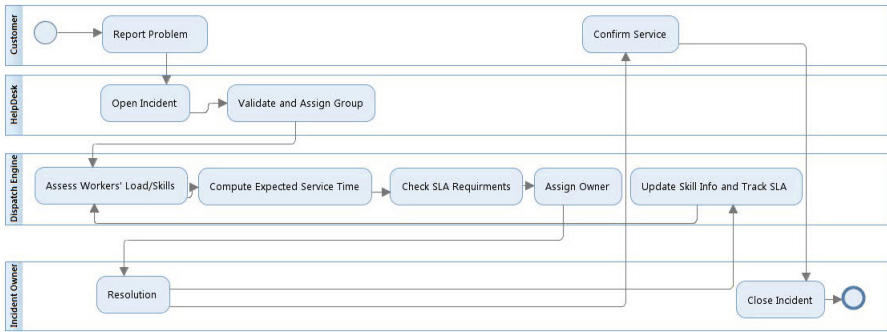 Customer
Report Problem
Confirm Service
HelpDesk
Open Incident
Validate and Assign Group
Dispatch Engine
Assess Workers' Load/Skills
Compute Expected Service Time
Check SLA Requirments
Assign Owner
Update Skill Info and Track SLA
Incident Owner
Resolution
Close Incident